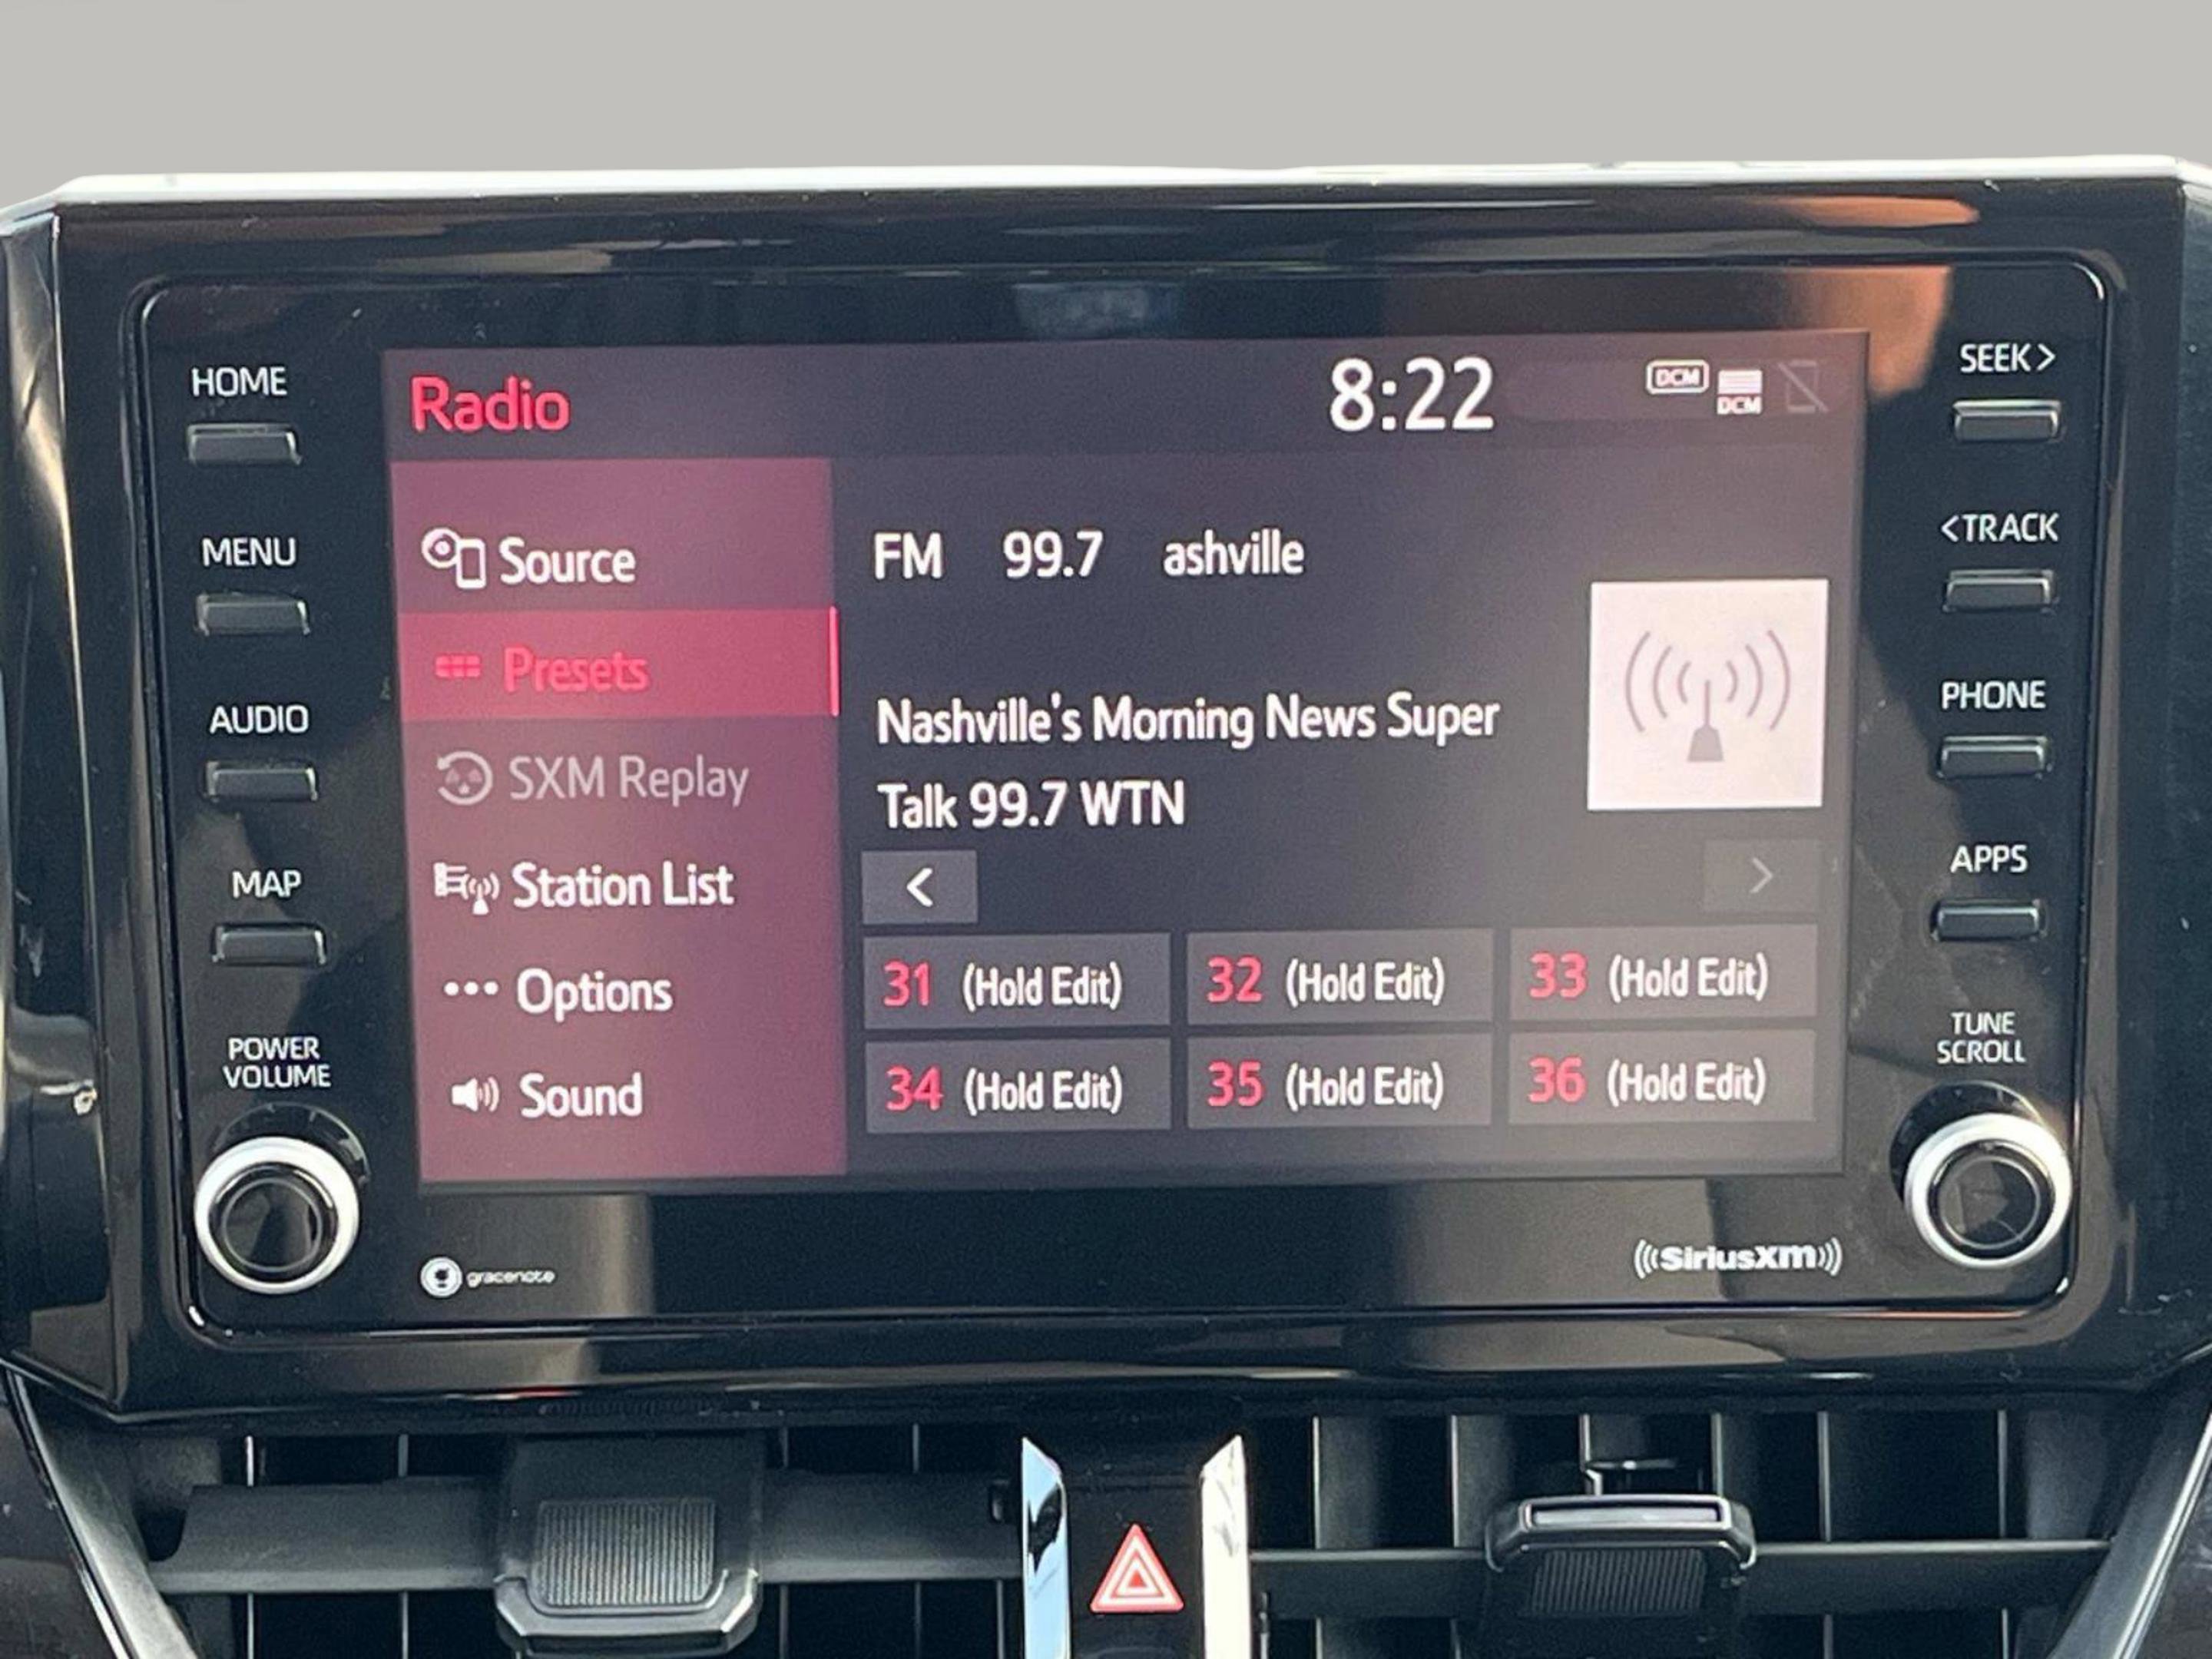 HOME
MENU
AUDIO
MAP
POWER
VOLUME
Radio
8:22
DCM
DCM
Source
Presets
SXM Replay
Station List
Options
Sound
FM 99.7 ashville
Nashville's Morning News Super
Talk 99.7 WTN
<
>
31 (Hold Edit)
32 (Hold Edit)
33 (Hold Edit)
34 (Hold Edit)
35 (Hold Edit)
36 (Hold Edit)
SEEK>
<TRACK
PHONE
APPS
TUNE
SCROLL
gracenote
((SiriusXM))